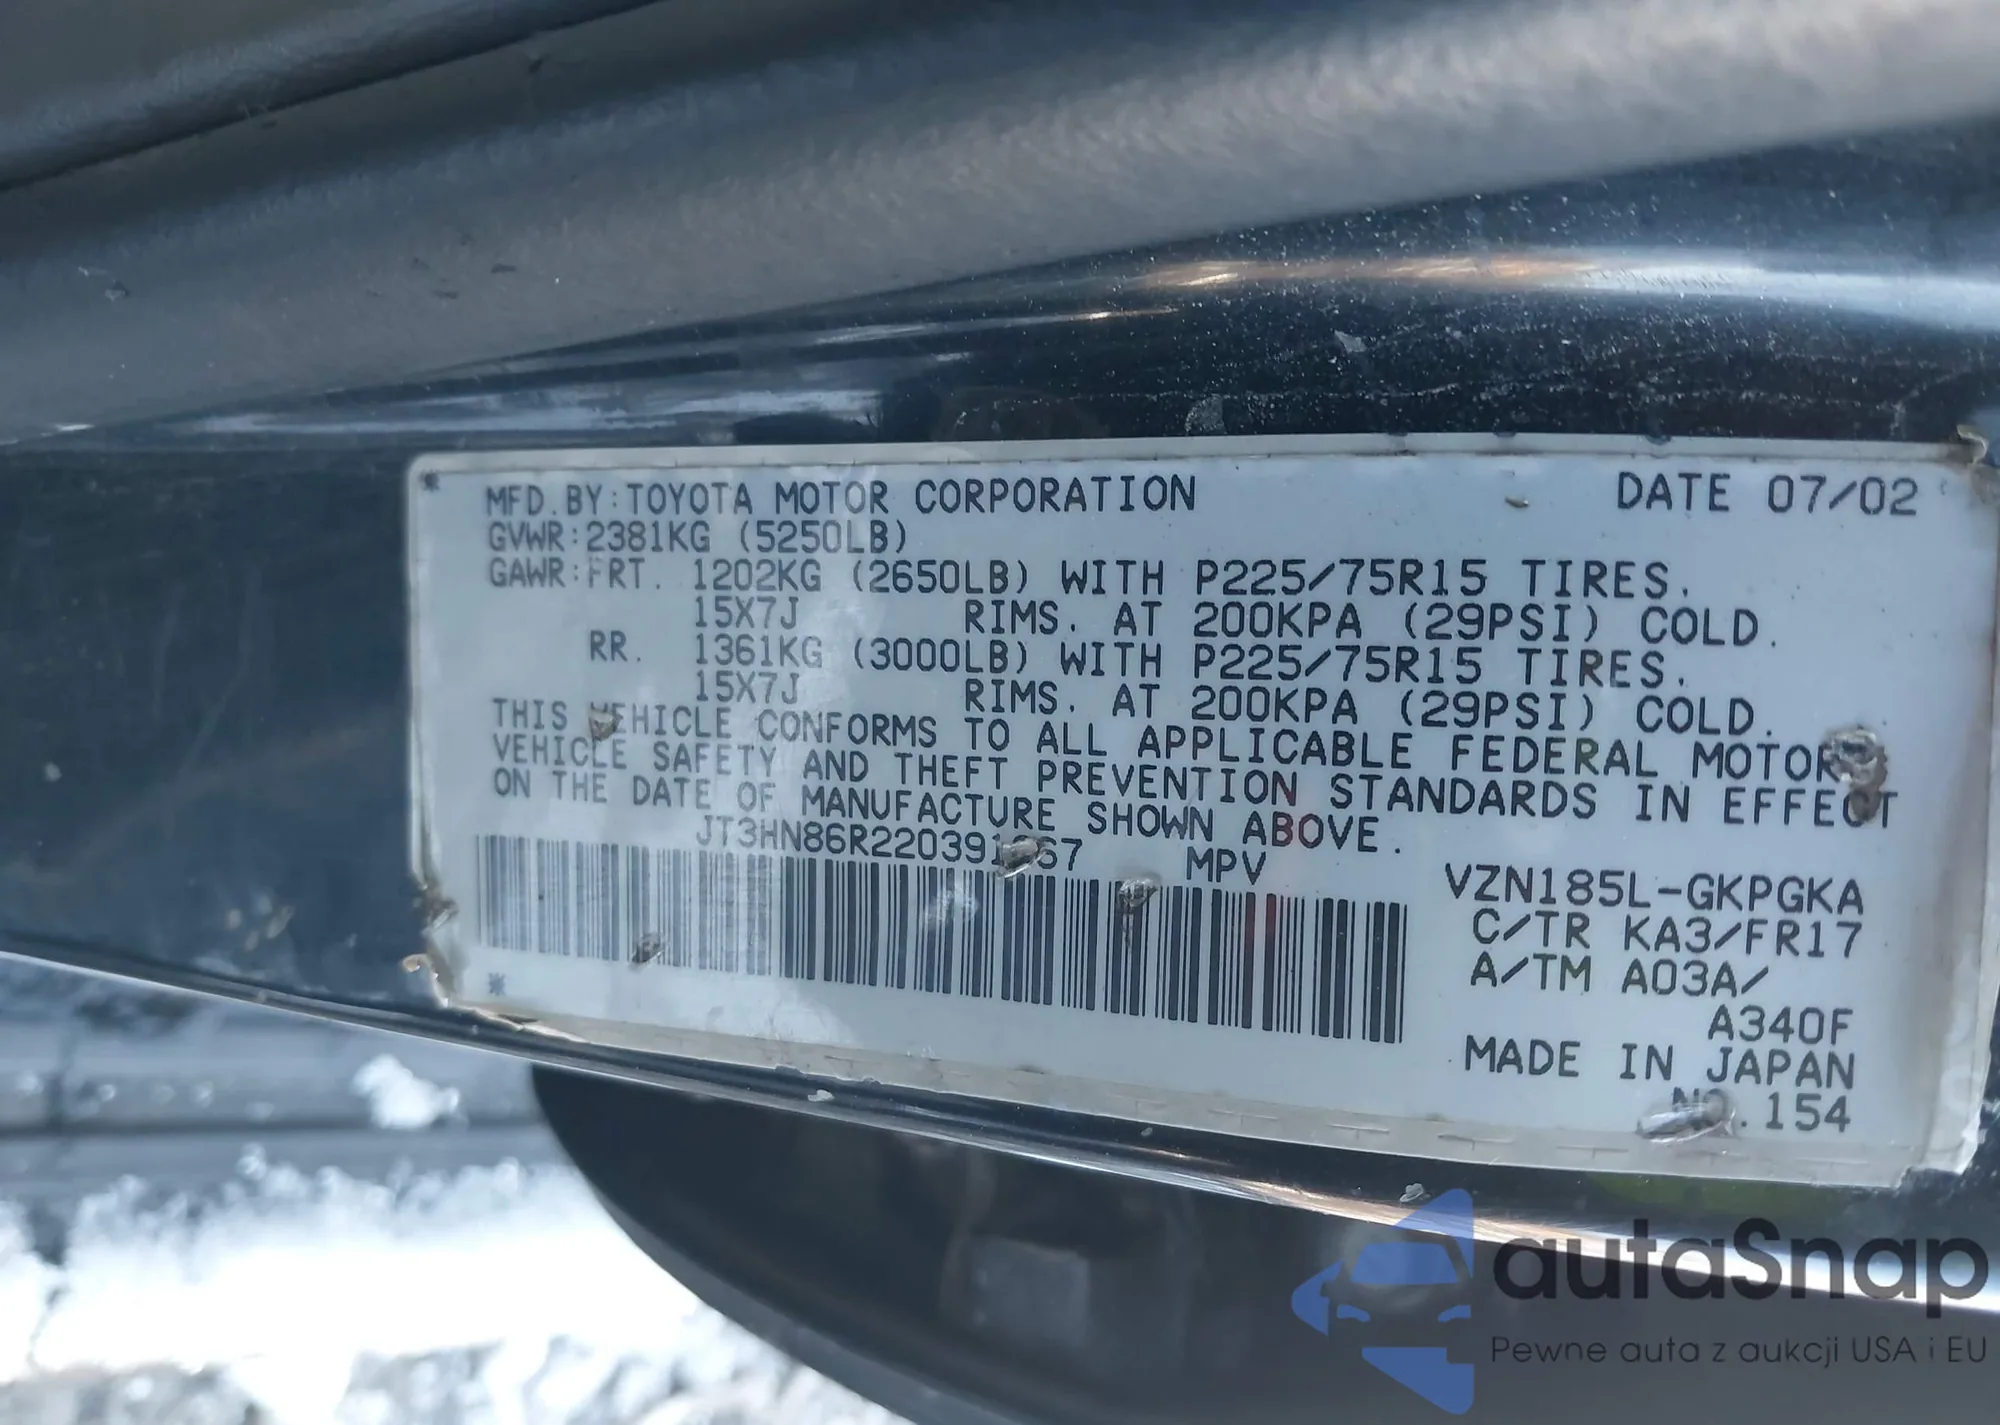 MFD. BY: TOYOTA MOTOR CORPORATION DATE 07/02
GVWR: 2381KG (5250LB)
GAWR: FRT. 1202KG (2650LB) WITH P225/75R15 TIRES.
15X7J RIMS. AT 200KPA (29PSI) COLD.
RR. 1361KG (3000LB) WITH P225/75R15 TIRES.
15X7J RIMS. AT 200KPA (29PSI) COLD.
THIS VEHICLE CONFORMS TO ALL APPLICABLE FEDERAL MOTOR
VEHICLE SAFETY AND THEFT PREVENTION STANDARDS IN EFFECT
ON THE DATE OF MANUFACTURE SHOWN ABOVE.
MPV
VZN185L-GKPGKA
C/TR KA3/FR17
A/TM A03A/
A340F
MADE IN JAPAN
NO. 154
autaSnap
Pewne auta z aukcji USA i EU